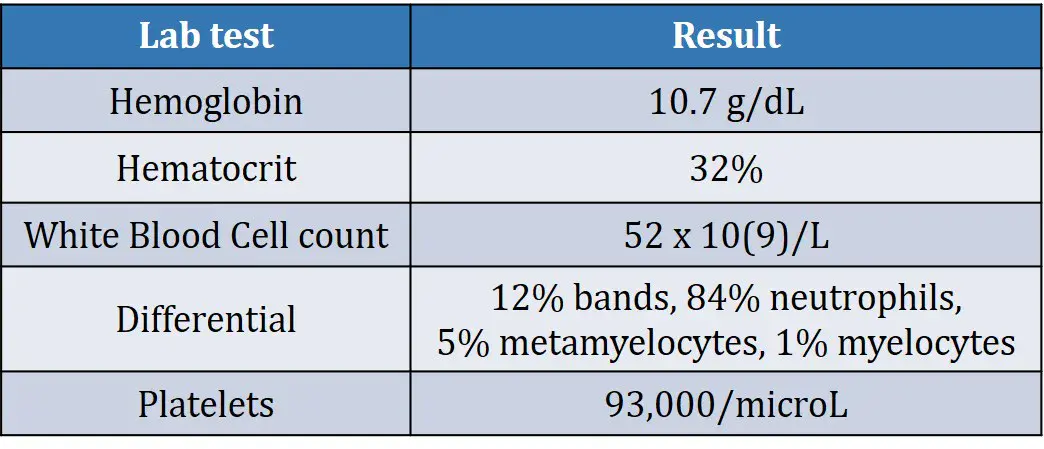 Lab test Result
Hemoglobin 10.7 g/dL
Hematocrit 32%
White Blood Cell count 52 x 10(9)/L
Differential 12% bands, 84% neutrophils,
5% metamyelocytes, 1% myelocytes
Platelets 93,000/microL